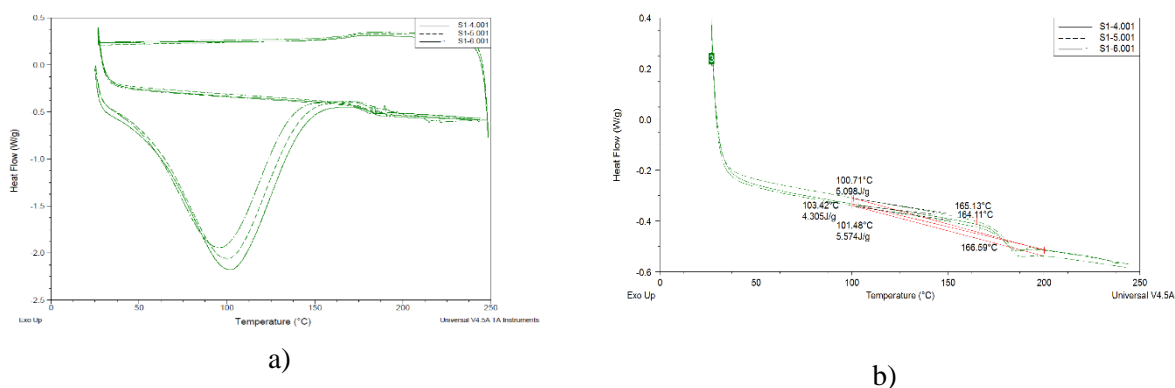 0.5
0.0
-0.5
-1.0
-1.5
-2.0
-2.5
Heat Flow (W/g)
S1-4.001
S1-5.001
S1-6.001
0
50
100
150
200
250
Exo Up
Temperature (°C)
Universal V4.5A TA Instruments
a)
0.4
0.2
0.0
-0.2
-0.4
-0.6
Heat Flow (W/g)
S1-4.001
S1-5.001
S1-6.001
3
100.71°C
5.098J/g
103.42°C
4.305J/g
101.48°C
5.574J/g
165.13°C
164.11°C
166.59°C
0
50
100
150
200
250
Exo Up
Temperature (°C)
Universal V4.5A
b)